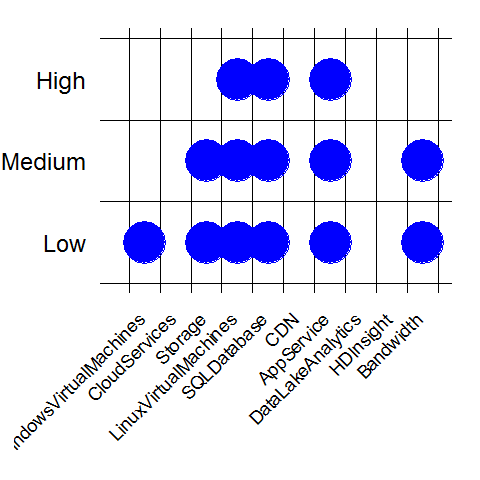 High
Medium
Low
ndowsVirtualMachines
CloudServices
Storage
LinuxVirtualMachines
SQLDatabase
CDN
AppService
DataLakeAnalytics
HDInsight
Bandwidth